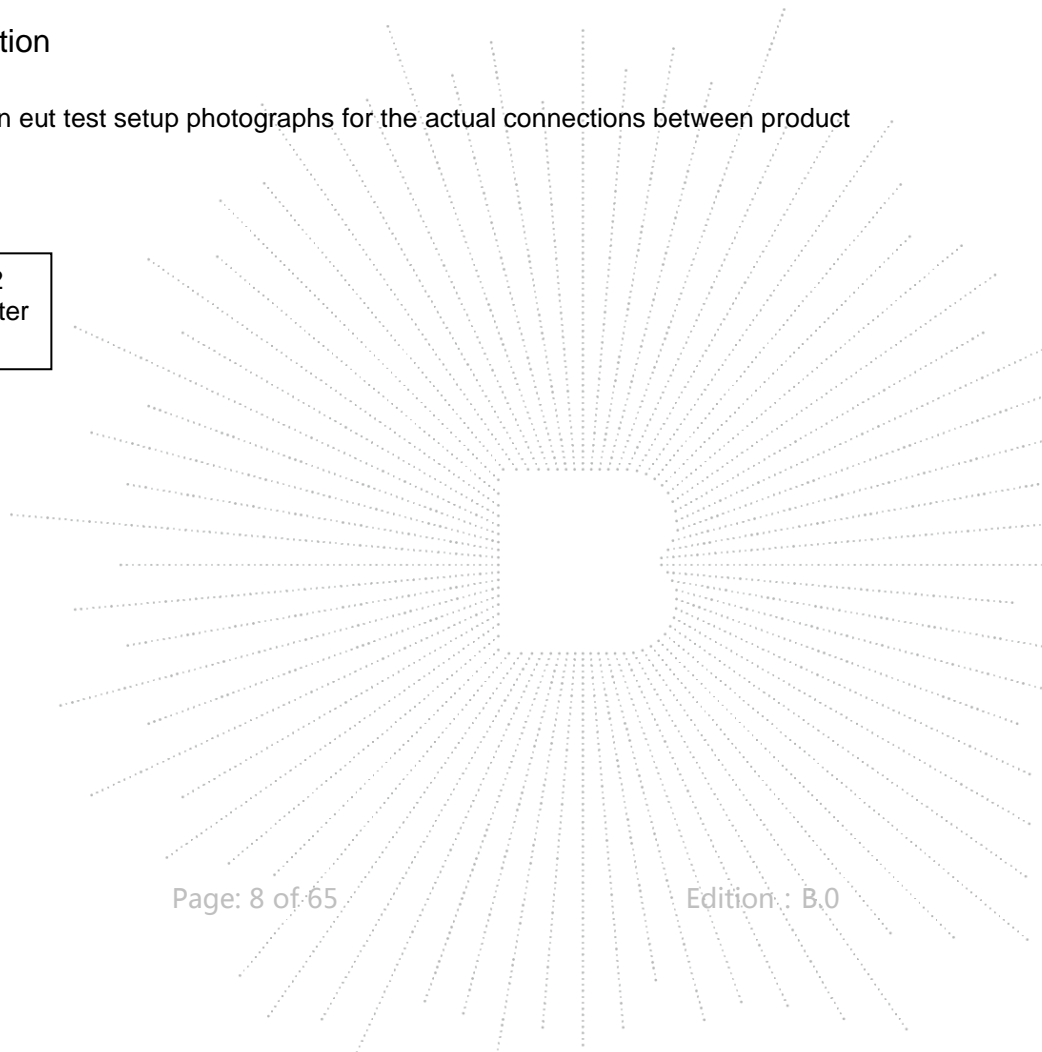 tion
n eut test setup photographs for the actual connections between product
2
ter
Page: 8 of 65 Edition : B.0